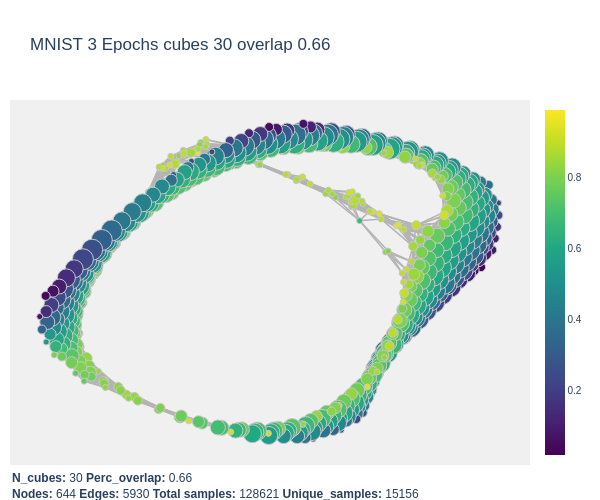 MNIST 3 Epochs cubes 30 overlap 0.66
0.8
0.6
0.4
0.2
N_cubes: 30 Perc_overlap: 0.66
Nodes: 644 Edges: 5930 Total samples: 128621 Unique_samples: 15156